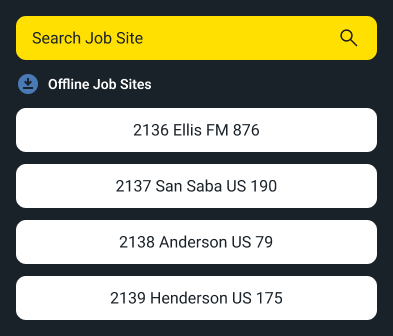 Search Job Site
Offline Job Sites
2136 Ellis FM 876
2137 San Saba US 190
2138 Anderson US 79
2139 Henderson US 175